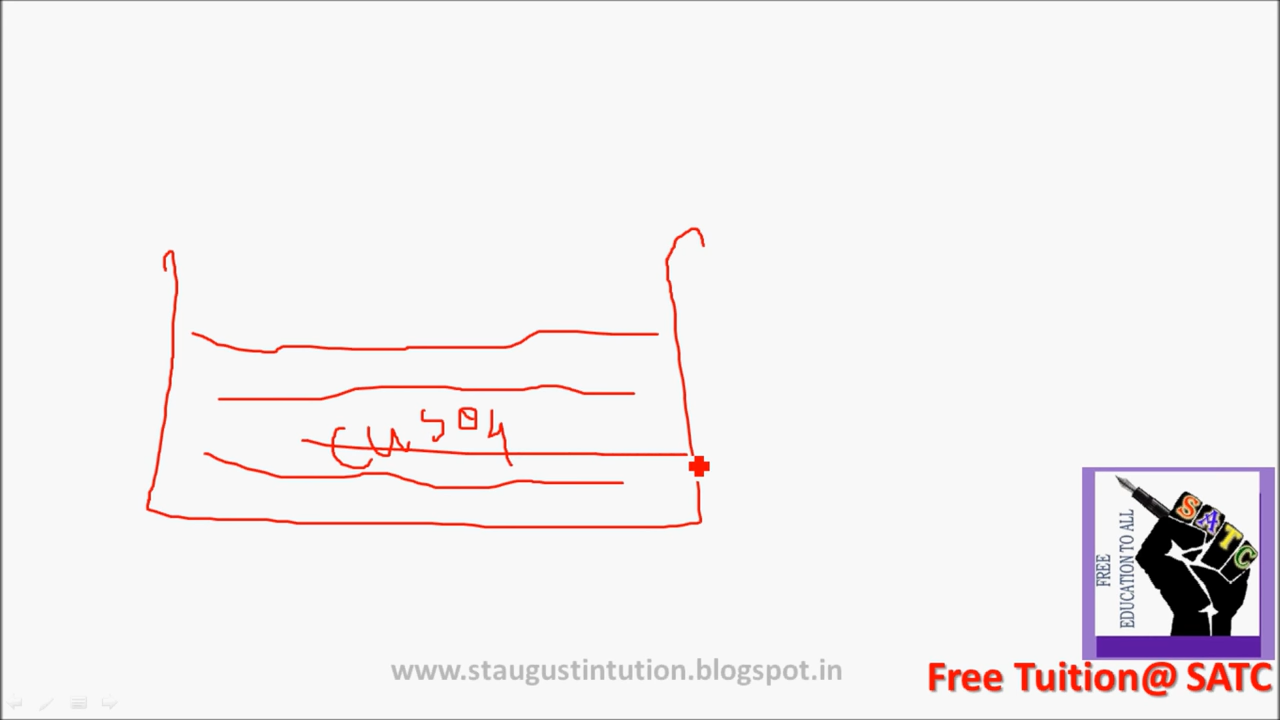 CuSO4
SATC
FREE
EDUCATION TO ALL
www.staugustintution.blogspot.in
Free Tuition@ SATC